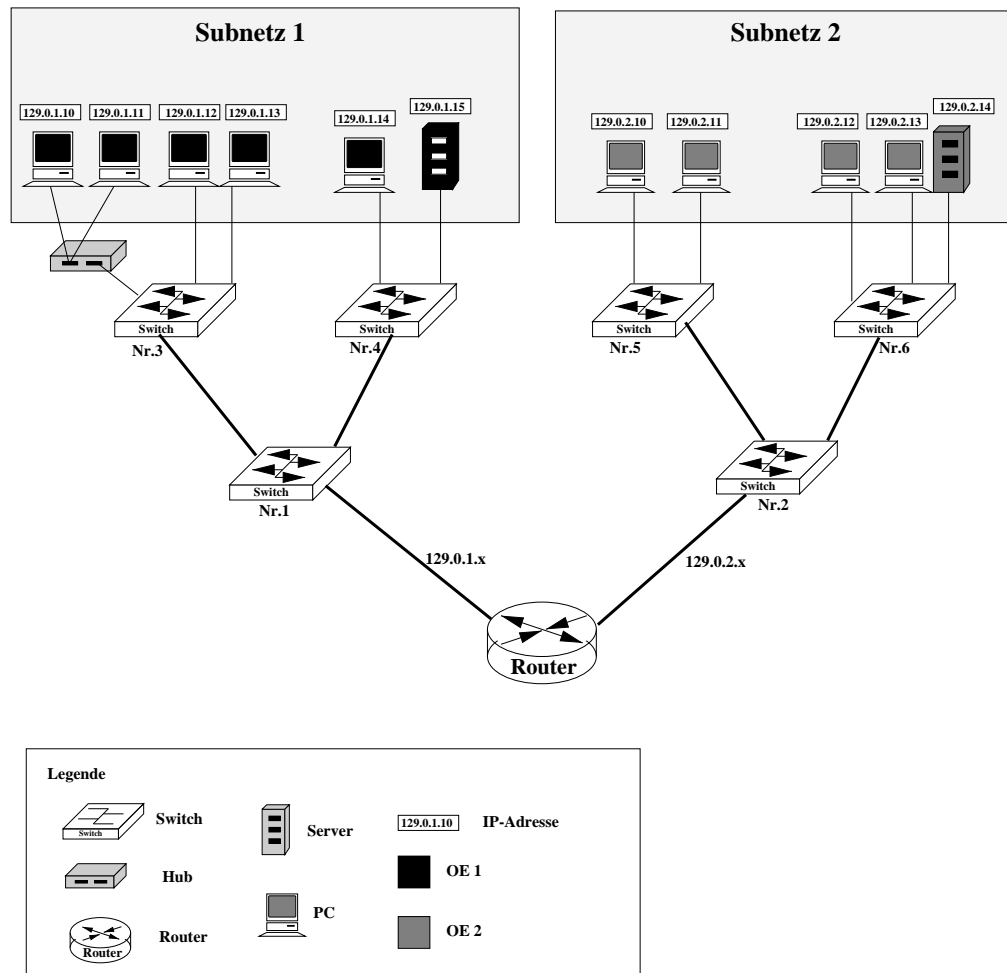 Subnetz 1
Subnetz 2
129.0.1.10
129.0.1.11
129.0.1.12
129.0.1.13
129.0.1.14
129.0.1.15
129.0.2.10
129.0.2.11
129.0.2.12
129.0.2.13
129.0.2.14
Switch
Nr.3
Switch
Nr.4
Switch
Nr.5
Switch
Nr.6
Switch
Nr.1
Switch
Nr.2
129.0.1.x
129.0.2.x
Router
Legende
Switch
Switch
Server
129.0.1.10
IP-Adresse
Hub
OE 1
PC
Router
Router
OE 2